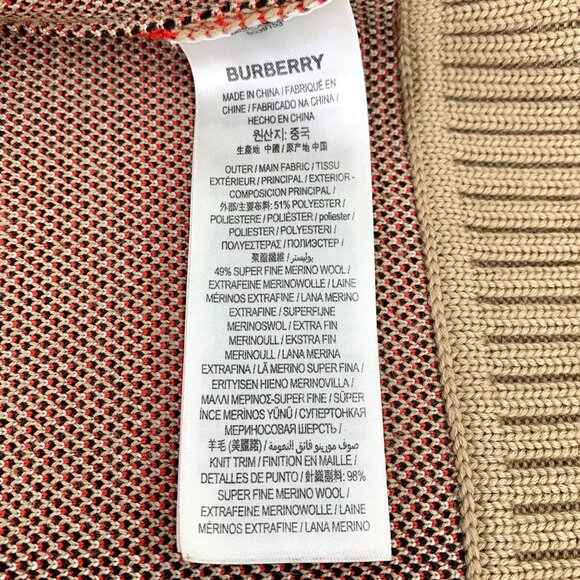 BURBERRY
MADE IN CHINA / FABRIQUÉ EN
CHINE / FABRICADO NA CHINA /
HECHO EN CHINA
원산지: 중국
生產地 中國 / 原产地 中国
OUTER / MAIN FABRIC / TISSU
EXTÉRIEUR / PRINCIPAL / EXTERIOR -
COMPOSICION PRINCIPAL /
外部/主要布料: 51% POLYESTER /
POLIESTERE / POLIÉSTER / poliester /
POLIESTER / POLYESTERI /
ΠΟΛΥΕΣΤΕΡΑΣ / ПОЛИЭСТЕР /
聚酯纖維 / بوليستر /
49% SUPER FINE MERINO WOOL /
EXTRAFEINE MERINOWOLLE / LAINE
MÉRINOS EXTRAFINE / LANA MERINO
EXTRAFINE / SUPERFIJNE
MERINOSWOL / EXTRA FIN
MERINOULL / EKSTRA FIN
MERINOULL / LANA MERINA
EXTRAFINA / LÃ MERINO SUPER FINA /
ERITYISEN HIENO MERINOVILLA /
ΜΑΛΛΙ ΜΕΡΙΝΟΣ-SUPER FINE / SÜPER
İNCE MERİNOS YÜNÜ / СУПЕРТОНКАЯ
МЕРИНОСОВАЯ ШЕРСТЬ /
羊毛 (美麗諾) / صوف مورينو فائق النعومة /
KNIT TRIM / FINITION EN MAILLE /
DETALLES DE PUNTO / 針織副料: 98%
SUPER FINE MERINO WOOL /
EXTRAFEINE MERINOWOLLE / LAINE
MÉRINOS EXTRAFINE / LANA MERINO